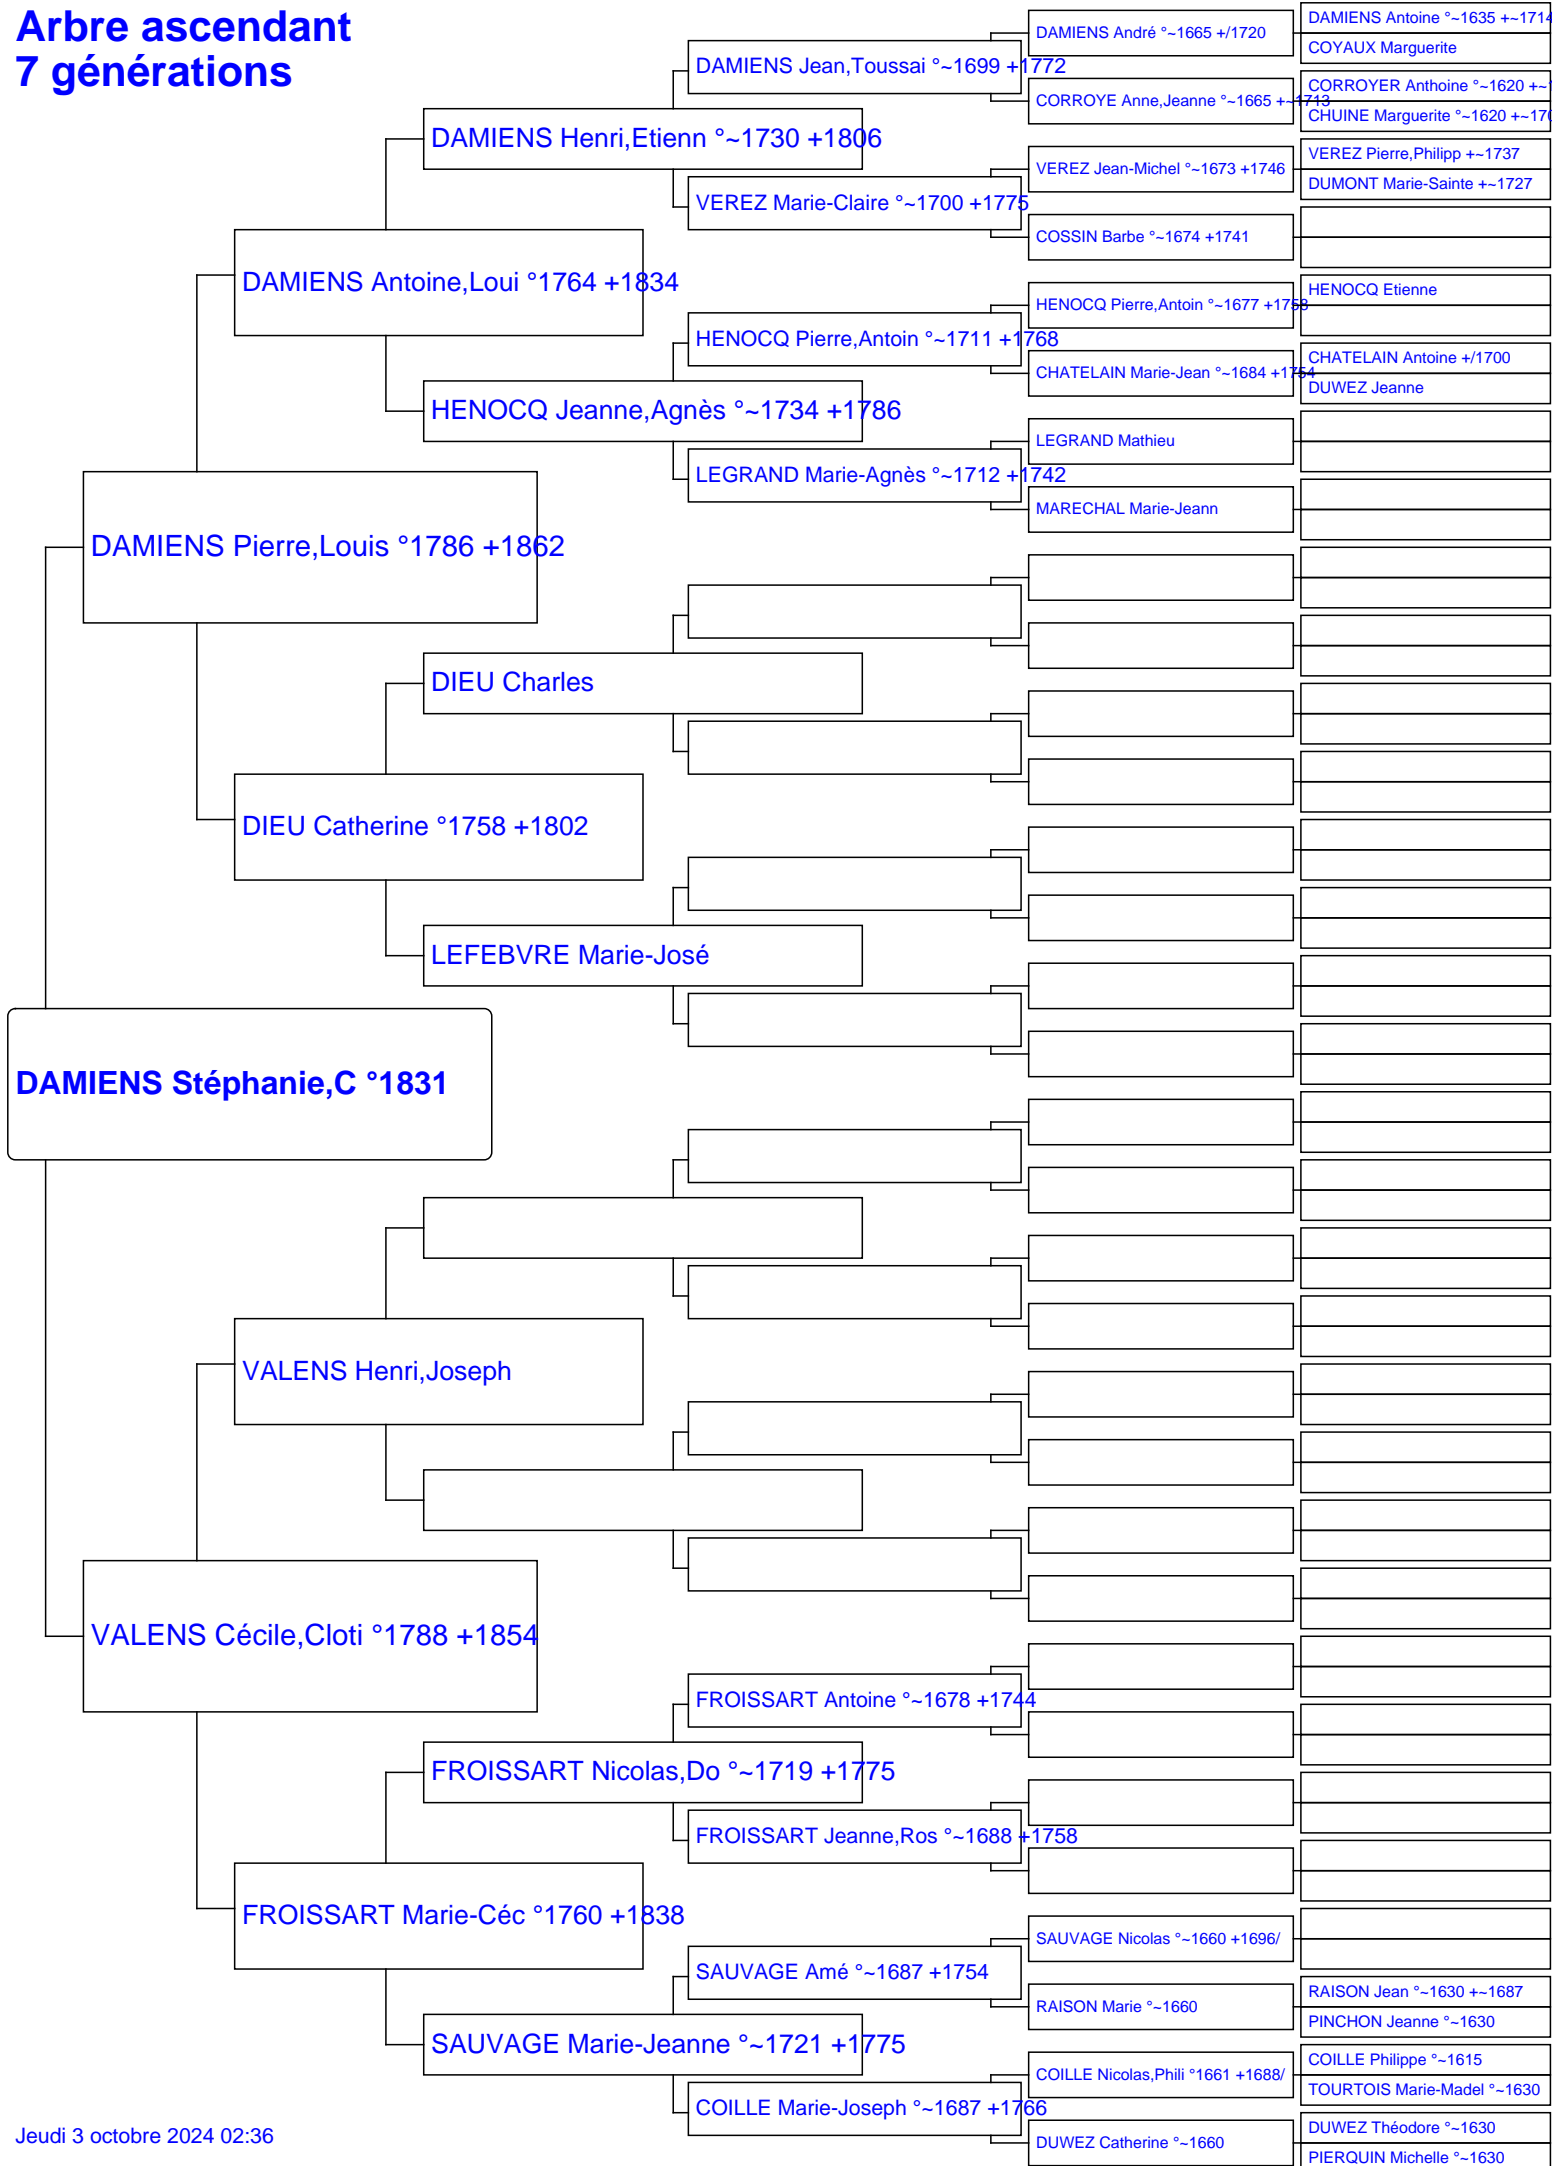 Arbre ascendant
7 générations
DAMIENS Antoine °~1635 +~1714
DAMIENS André °~1665 +/1720
COYAUX Marguerite
DAMIENS Jean,Toussai °~1699 +1772
CORROYER Anthoine °~1620 +~
CORROYE Anne,Jeanne °~1665 +~1713
CHUINE Marguerite °~1620 +~170
DAMIENS Henri,Etienn °~1730 +1806
VEREZ Pierre,Philipp +~1737
VEREZ Jean-Michel °~1673 +1746
DUMONT Marie-Sainte +~1727
VEREZ Marie-Claire °~1700 +1775
COSSIN Barbe °~1674 +1741
DAMIENS Antoine,Loui °1764 +1834
HENOCQ Etienne
HENOCQ Pierre,Antoin °~1677 +1758
HENOCQ Pierre,Antoin °~1711 +1768
CHATELAIN Antoine +/1700
CHATELAIN Marie-Jean °~1684 +1754
DUWEZ Jeanne
HENOCQ Jeanne,Agnès °~1734 +1786
LEGRAND Mathieu
LEGRAND Marie-Agnès °~1712 +1742
MARECHAL Marie-Jeann
DAMIENS Pierre,Louis °1786 +1862
DIEU Charles
DIEU Catherine °1758 +1802
LEFEBVRE Marie-José
DAMIENS Stéphanie,C °1831
VALENS Henri,Joseph
VALENS Cécile,Cloti °1788 +1854
FROISSART Antoine °~1678 +1744
FROISSART Nicolas,Do °~1719 +1775
FROISSART Jeanne,Ros °~1688 +1758
FROISSART Marie-Céc °1760 +1838
SAUVAGE Nicolas °~1660 +1696/
SAUVAGE Amé °~1687 +1754
RAISON Jean °~1630 +~1687
RAISON Marie °~1660
PINCHON Jeanne °~1630
SAUVAGE Marie-Jeanne °~1721 +1775
COILLE Philippe °~1615
COILLE Nicolas,Phili °1661 +1688/
TOURTOIS Marie-Madel °~1630
COILLE Marie-Joseph °~1687 +1766
DUWEZ Théodore °~1630
DUWEZ Catherine °~1660
PIERQUIN Michelle °~1630
Jeudi 3 octobre 2024 02:36